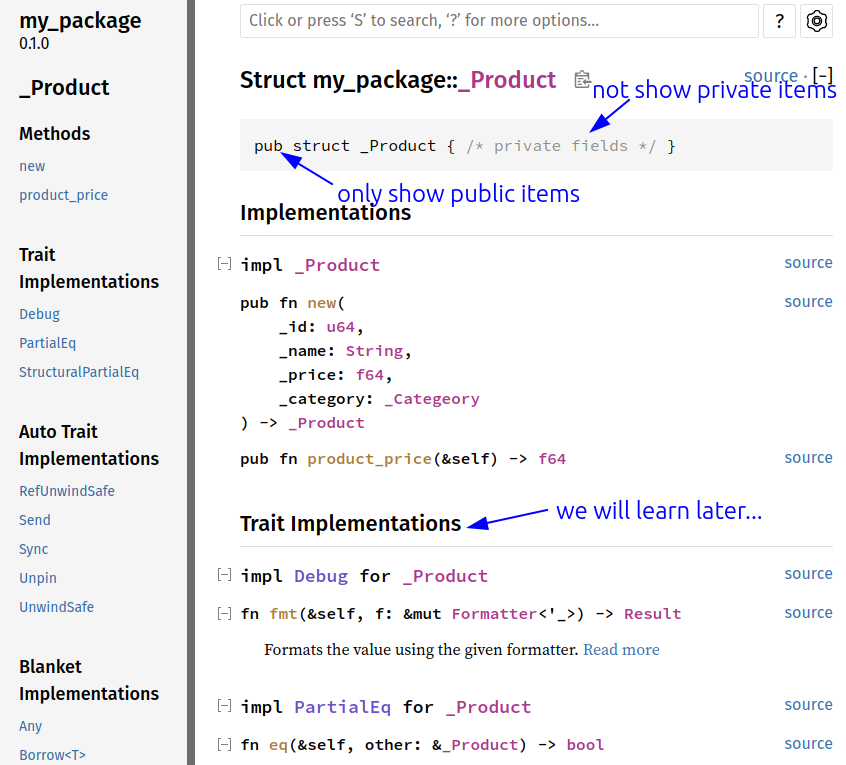 my_package
0.1.0
_Product
Methods
new
product_price
Trait
Implementations
Debug
PartialEq
StructuralPartialEq
Auto Trait
Implementations
RefUnwindSafe
Send
Sync
Unpin
UnwindSafe
Blanket
Implementations
Any
Borrow<T>
Click or press ‘S’ to search, ‘?’ for more options…
?
Struct my_package::_Product
source · [-]
not show private items
pub struct _Product { /* private fields */ }
only show public items
Implementations
[-] impl _Product source
pub fn new( source
_id: u64,
_name: String,
_price: f64,
_category: _Categeory
) -> _Product
pub fn product_price(&self) -> f64 source
Trait Implementations
we will learn later...
[-] impl Debug for _Product source
[-] fn fmt(&self, f: &mut Formatter<'_>) -> Result source
Formats the value using the given formatter. Read more
[-] impl PartialEq for _Product source
[-] fn eq(&self, other: &_Product) -> bool source